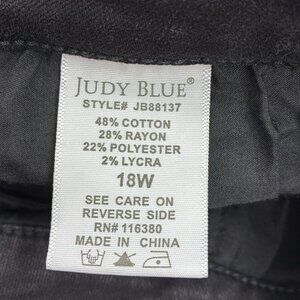 JUDY BLUE®
STYLE# JB88137
48% COTTON
28% RAYON
22% POLYESTER
2% LYCRA
18W
SEE CARE ON
REVERSE SIDE
RN# 116380
MADE IN CHINA